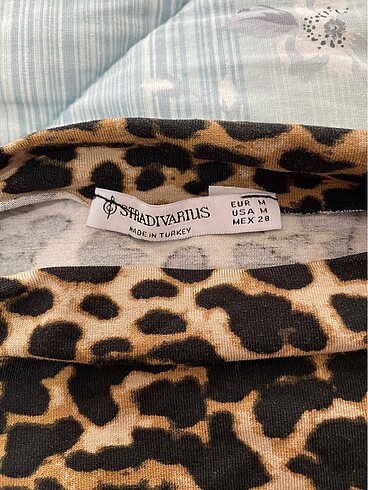 STRADIVARIUS
MADE IN TURKEY
EUR M
USA M
MEX 28